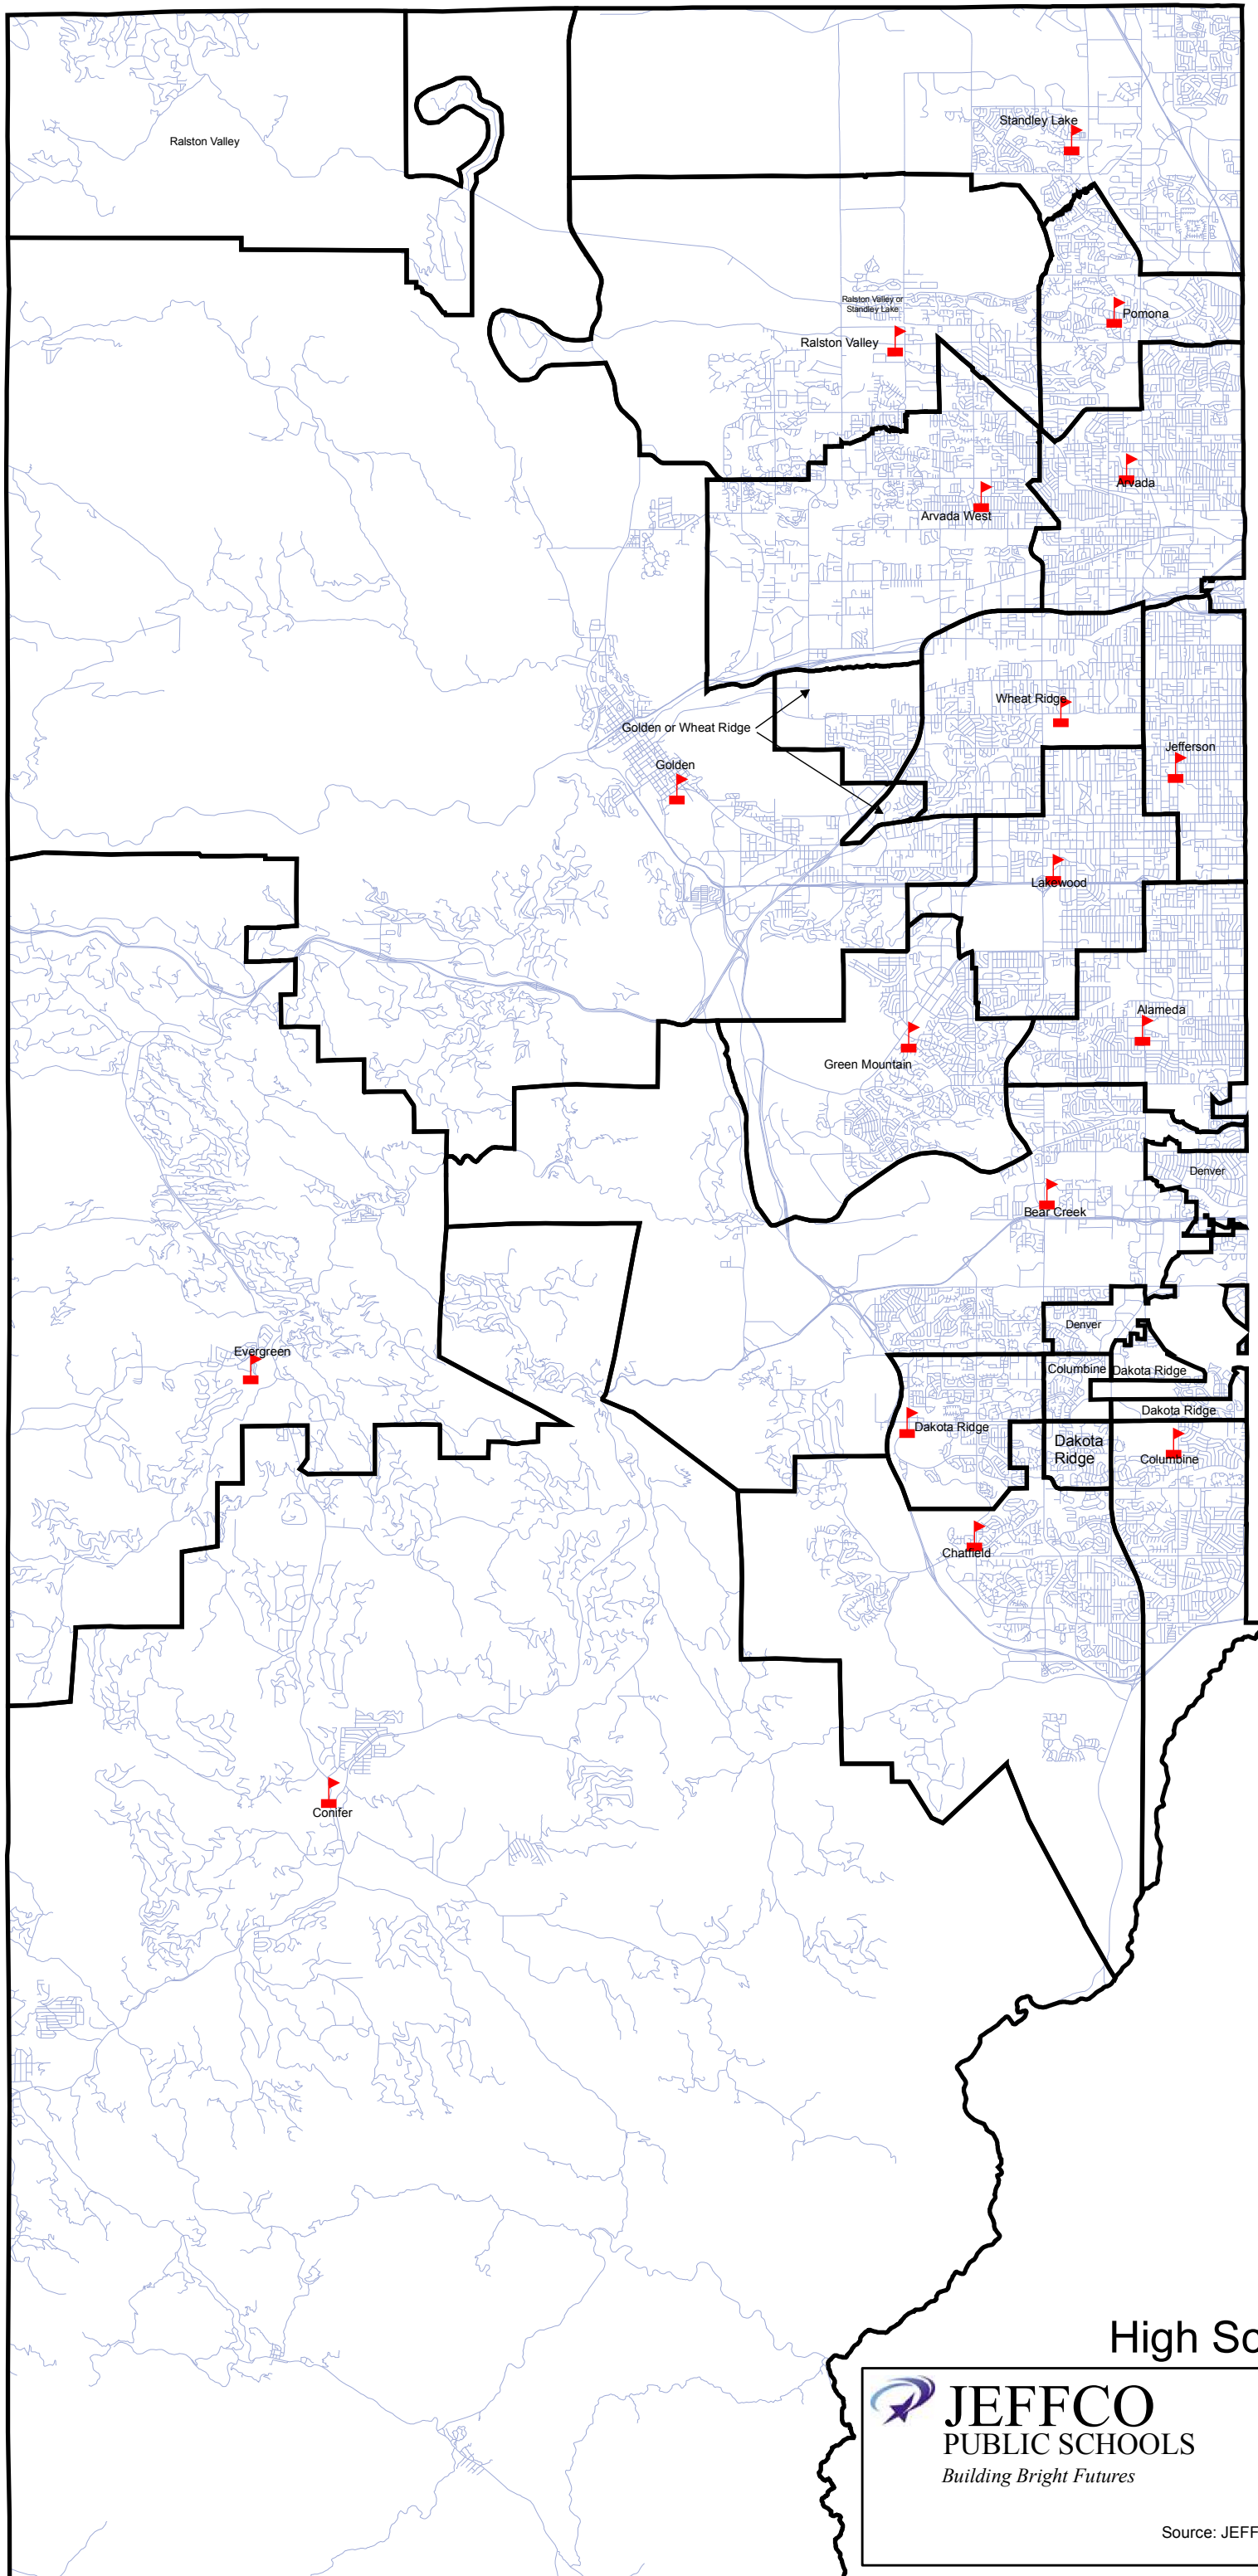 Standley Lake
Ralston Valley
Ralston Valley or
Standley Lake
Pomona
Ralston Valley
Arvada
Arvada West
Wheat Ridge
Golden or Wheat Ridge
Jefferson
Golden
Lakewood
Alameda
Green Mountain
Denver
Bear Creek
Denver
Evergreen
Columbine
Dakota Ridge
Dakota Ridge
Dakota Ridge
Dakota
Ridge
Columbine
Chatfield
Conifer
High Sc
JEFFCO
PUBLIC SCHOOLS
Building Bright Futures
Source: JEFF